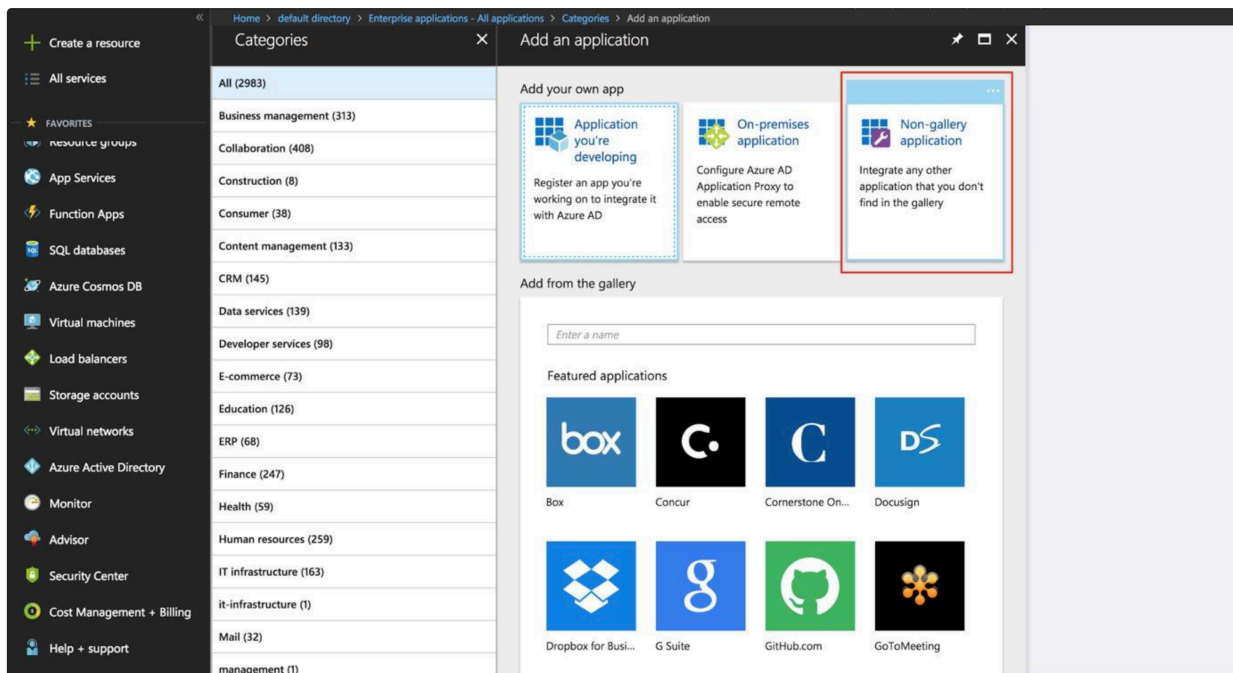 «
Home > default directory > Enterprise applications - All applications > Categories > Add an application
Create a resource
All services
FAVORITES
Resource groups
App Services
Function Apps
SQL databases
Azure Cosmos DB
Virtual machines
Load balancers
Storage accounts
Virtual networks
Azure Active Directory
Monitor
Advisor
Security Center
Cost Management + Billing
Help + support
Categories
All (2983)
Business management (313)
Collaboration (408)
Construction (8)
Consumer (38)
Content management (133)
CRM (145)
Data services (139)
Developer services (98)
E-commerce (73)
Education (126)
ERP (68)
Finance (247)
Health (59)
Human resources (259)
IT infrastructure (163)
it-infrastructure (1)
Mail (32)
management (1)
Add an application
Add your own app
Application
you're
developing
Register an app you're
working on to integrate it
with Azure AD
On-premises
application
Configure Azure AD
Application Proxy to
enable secure remote
access
...
Non-gallery
application
Integrate any other
application that you don't
find in the gallery
Add from the gallery
Enter a name
Featured applications
box
C.
C
DS
Box
Concur
Cornerstone On...
Docusign
g
Dropbox for Busi...
G Suite
GitHub.com
GoToMeeting